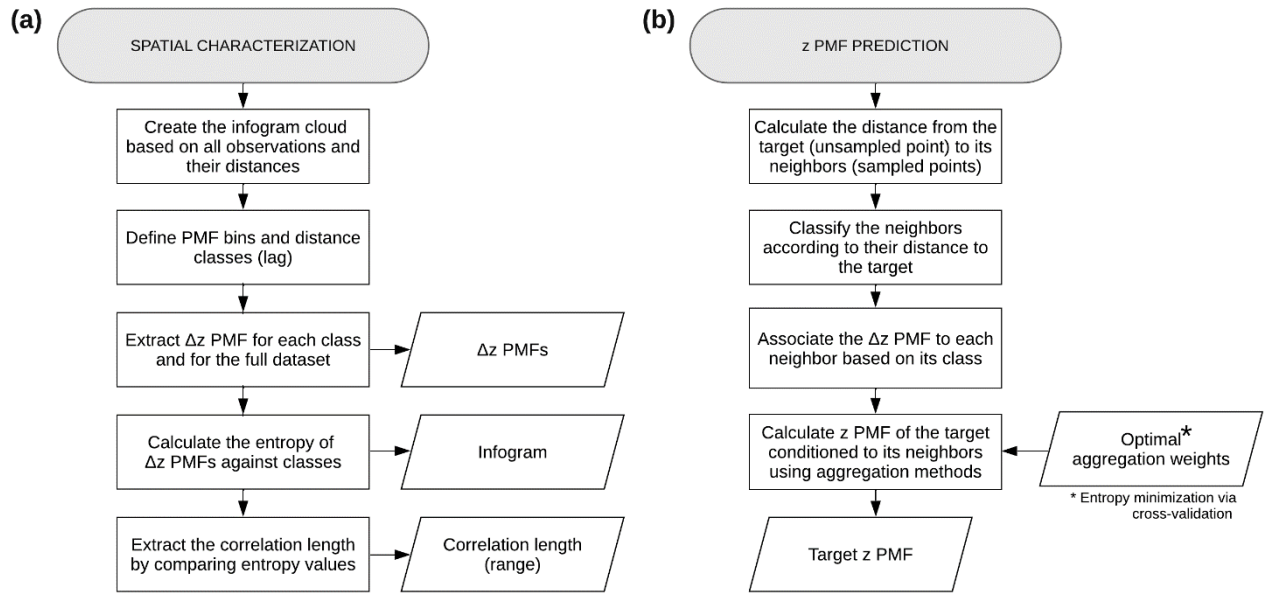 (a)
SPATIAL CHARACTERIZATION
Create the infogram cloud
based on all observations and
their distances
Define PMF bins and distance
classes (lag)
Extract Δz PMF for each class
and for the full dataset
Δz PMFs
Calculate the entropy of
Δz PMFs against classes
Infogram
Extract the correlation length
by comparing entropy values
Correlation length
(range)
(b)
z PMF PREDICTION
Calculate the distance from the
target (unsampled point) to its
neighbors (sampled points)
Classify the neighbors
according to their distance to
the target
Associate the Δz PMF to each
neighbor based on its class
Calculate z PMF of the target
conditioned to its neighbors
using aggregation methods
Optimal*
aggregation weights
* Entropy minimization via
cross-validation
Target z PMF